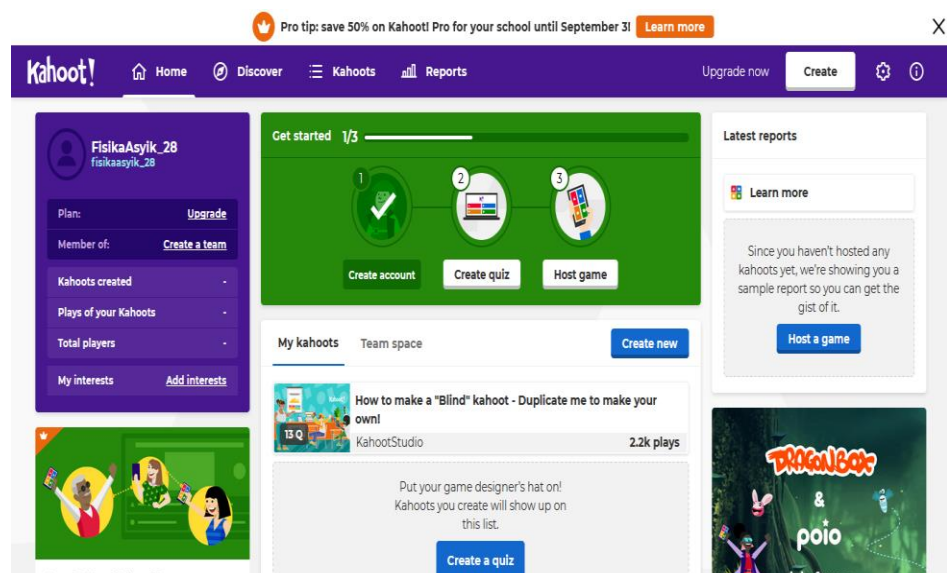 Pro tip: save 50% on Kahoot! Pro for your school until September 3! Learn more X
Kahoot! Home Discover Kahoots Reports Upgrade now Create
FisikaAsyik_28
fisikaasyik_28
Plan: Upgrade
Member of: Create a team
Kahoots created -
Plays of your Kahoots -
Total players -
My interests Add interests
Get started 1/3
1 2 3
Create account Create quiz Host game
My kahoots Team space Create new
How to make a "Blind" kahoot - Duplicate me to make your
own!
13 Q
KahootStudio 2.2k plays
Put your game designer's hat on!
Kahoots you create will show up on
this list.
Create a quiz
Latest reports
Learn more
Since you haven't hosted any
kahoots yet, we're showing you a
sample report so you can get the
gist of it.
Host a game
DRAGONBOX
&
poio